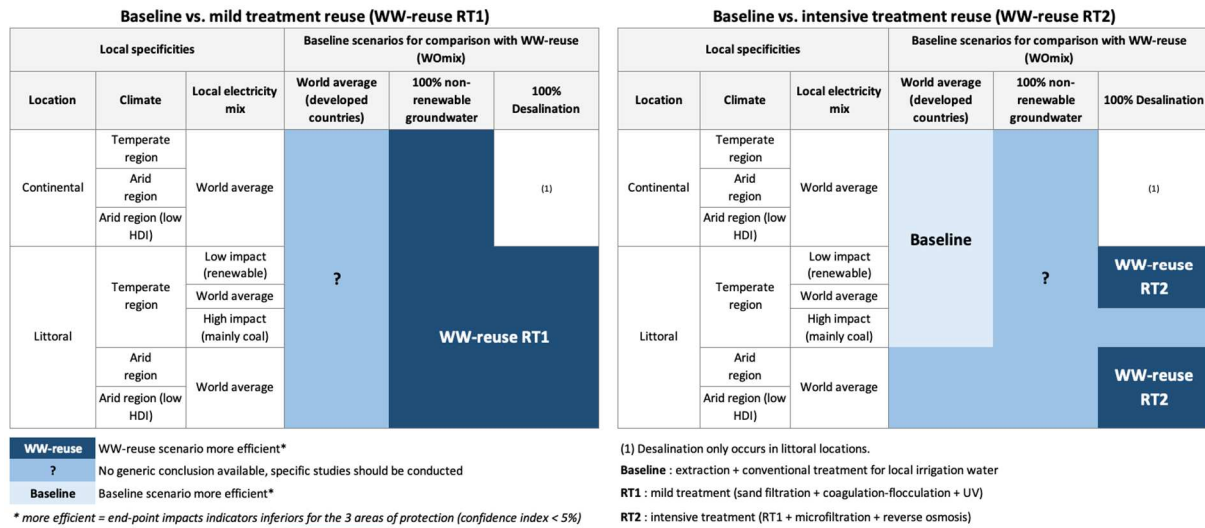 Baseline vs. mild treatment reuse (WW-reuse RT1)
Local specificities
Baseline scenarios for comparison with WW-reuse
(WOmix)
Location
Climate
Local electricity
mix
World average
(developed
countries)
100% non-
renewable
groundwater
100%
Desalination
Continental
Temperate
region
Arid
region
Arid region (low
HDI)
World average
(1)
Littoral
Temperate
region
Low impact
(renewable)
World average
High impact
(mainly coal)
Arid
region
Arid region (low
HDI)
World average
?
WW-reuse RT1
WW-reuse
WW-reuse scenario more efficient*
?
No generic conclusion available, specific studies should be conducted
Baseline
Baseline scenario more efficient*
* more efficient = end-point impacts indicators inferiors for the 3 areas of protection (confidence index < 5%)
Baseline vs. intensive treatment reuse (WW-reuse RT2)
Local specificities
Baseline scenarios for comparison with WW-reuse
(WOmix)
Location
Climate
Local electricity
mix
World average
(developed
countries)
100% non-
renewable
groundwater
100% Desalination
Continental
Temperate
region
Arid
region
Arid region (low
HDI)
World average
(1)
Littoral
Temperate
region
Low impact
(renewable)
World average
High impact
(mainly coal)
Arid
region
Arid region (low
HDI)
World average
Baseline
?
WW-reuse
RT2
WW-reuse
RT2
(1) Desalination only occurs in littoral locations.
Baseline : extraction + conventional treatment for local irrigation water
RT1 : mild treatment (sand filtration + coagulation-flocculation + UV)
RT2 : intensive treatment (RT1 + microfiltration + reverse osmosis)